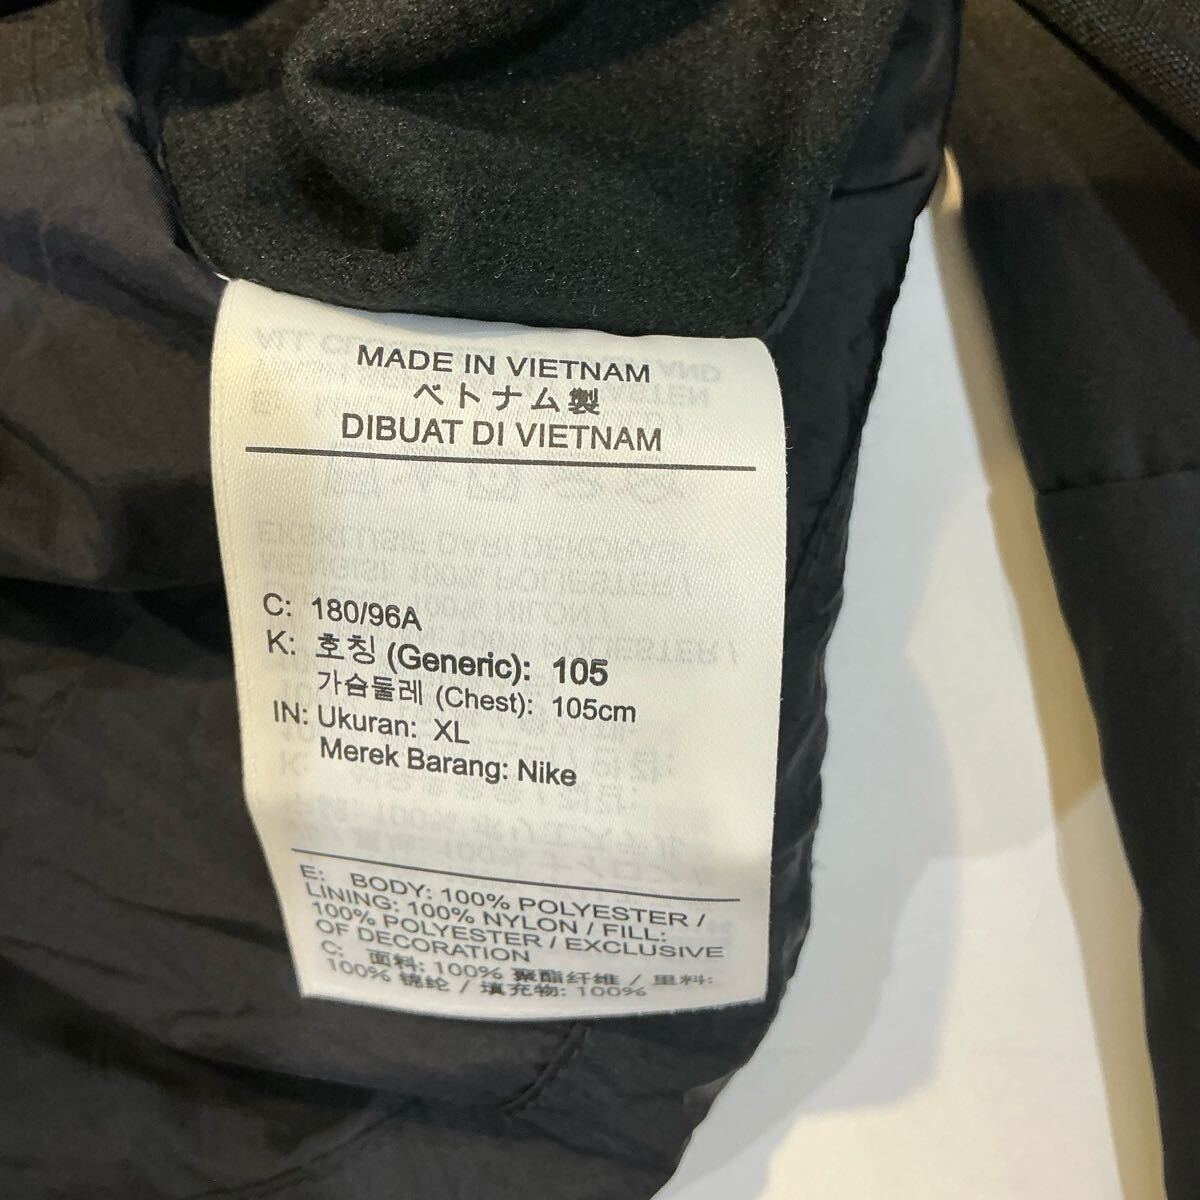 MADE IN VIETNAM
ベトナム製
DIBUAT DI VIETNAM
C: 180/96A
K: 호칭 (Generic): 105
가슴둘레 (Chest): 105cm
IN: Ukuran: XL
Merek Barang: Nike
E: BODY: 100% POLYESTER /
LINING: 100% NYLON / FILL:
100% POLYESTER / EXCLUSIVE
OF DECORATION
C: 面料: 100% 聚酯纤维 / 里料:
100% 锦纶 / 填充物: 100%